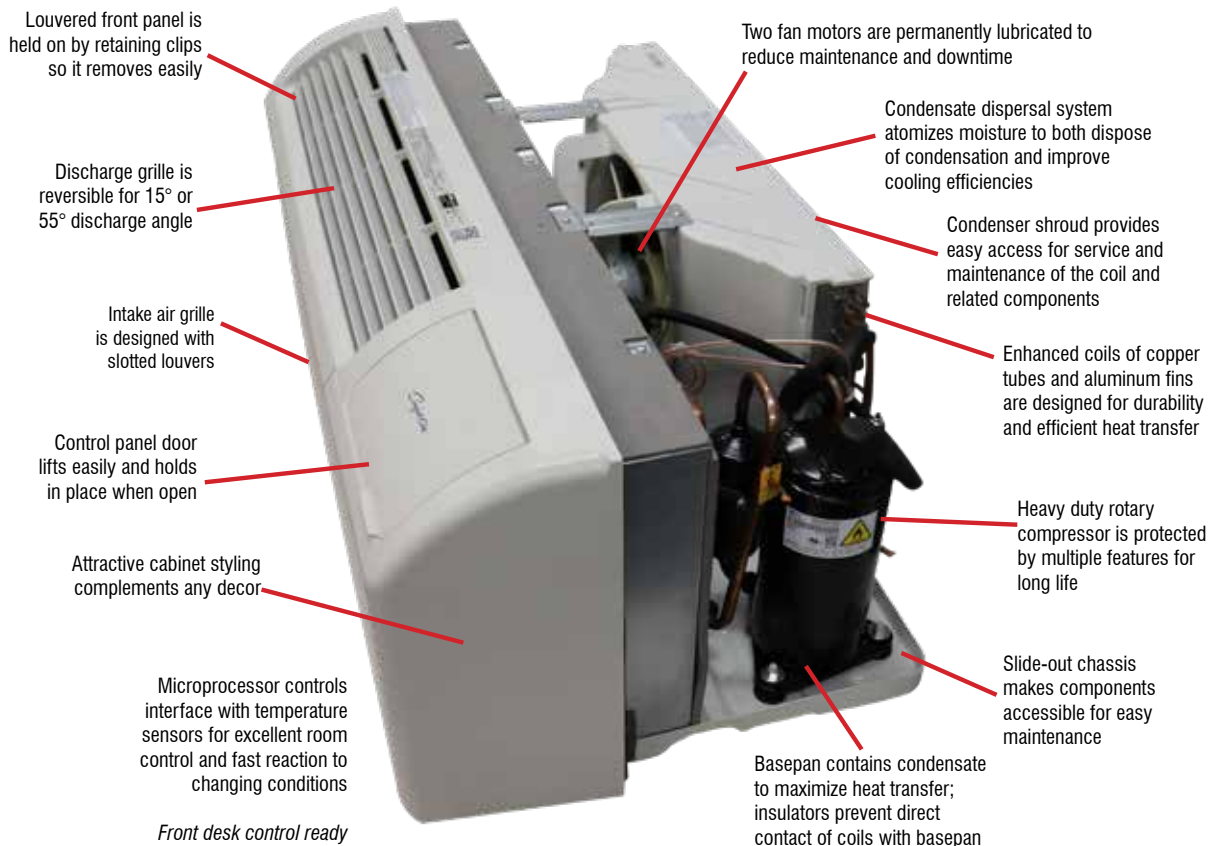 Louvered front panel is
held on by retaining clips
so it removes easily
Discharge grille is
reversible for 15° or
55° discharge angle
Intake air grille
is designed with
slotted louvers
Control panel door
lifts easily and holds
in place when open
Attractive cabinet styling
complements any decor
Microprocessor controls
interface with temperature
sensors for excellent room
control and fast reaction to
changing conditions
Front desk control ready
Two fan motors are permanently lubricated to
reduce maintenance and downtime
Condensate dispersal system
atomizes moisture to both dispose
of condensation and improve
cooling efficiencies
Condenser shroud provides
easy access for service and
maintenance of the coil and
related components
Enhanced coils of copper
tubes and aluminum fins
are designed for durability
and efficient heat transfer
Heavy duty rotary
compressor is protected
by multiple features for
long life
Slide-out chassis
makes components
accessible for easy
maintenance
Basepan contains condensate
to maximize heat transfer;
insulators prevent direct
contact of coils with basepan